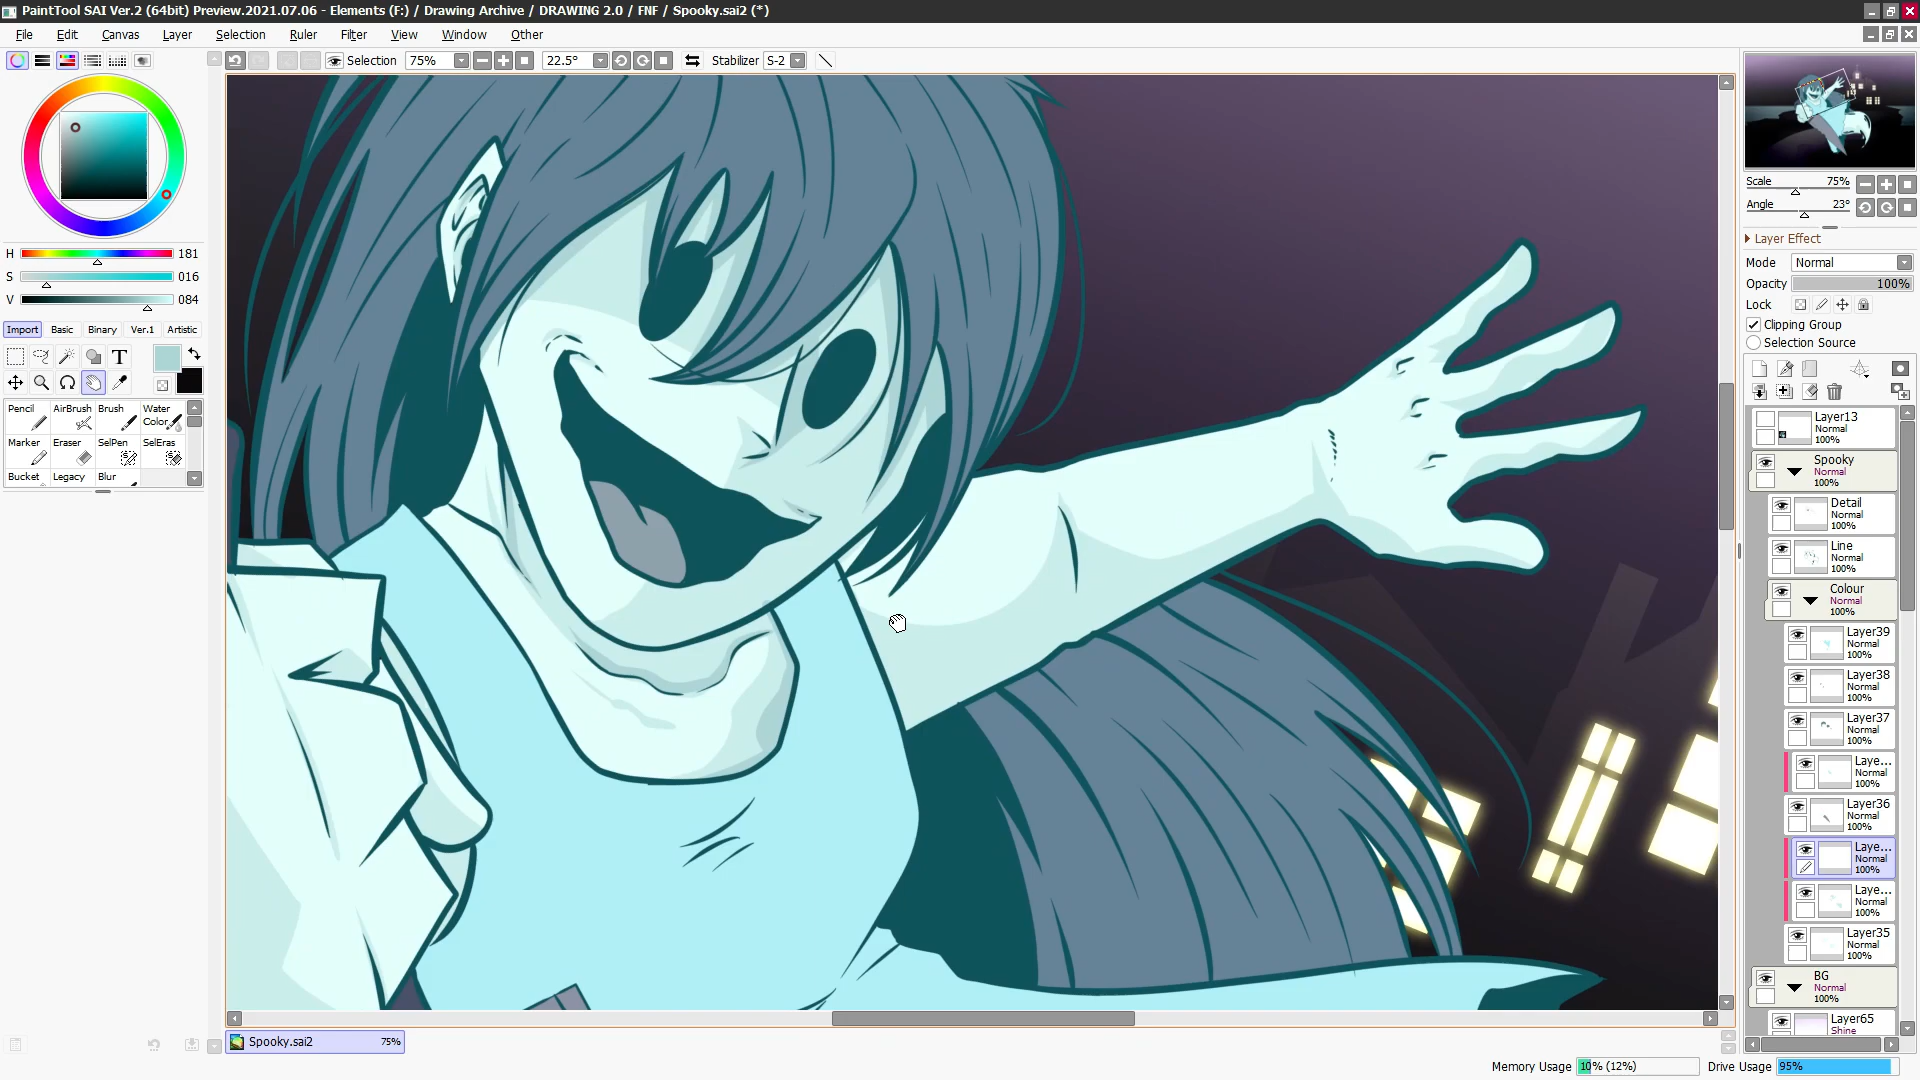 PaintTool SAI Ver.2 (64bit) Preview.2021.07.06 - Elements (F:) / Drawing Archive / DRAWING 2.0 / FNF / Spooky.sai2 (*)
File Edit Canvas Layer Selection Ruler Filter View Window Other
Selection 75% 22.5° Stabilizer S-2
Scale 75%
Angle 23°
Layer Effect
H 181
S 016
V 084
Mode Normal
Opacity 100%
Lock
Clipping Group
Selection Source
Import Basic Binary Ver.1 Artistic
T
Pencil AirBrush Brush Water Color
Marker Eraser SelPen SelEras
Bucket Legacy Blur
Layer13
Normal
100%
Spooky
Normal
100%
Detail
Normal
100%
Line
Normal
100%
Colour
Normal
100%
Layer39
Normal
100%
Layer38
Normal
100%
Layer37
Normal
100%
Laye...
Normal
100%
Layer36
Normal
100%
Laye...
Normal
100%
Laye...
Normal
100%
Layer35
Normal
100%
BG
Normal
100%
Layer65
Shine
Spooky.sai2 75%
Memory Usage 10% (12%) Drive Usage 95%